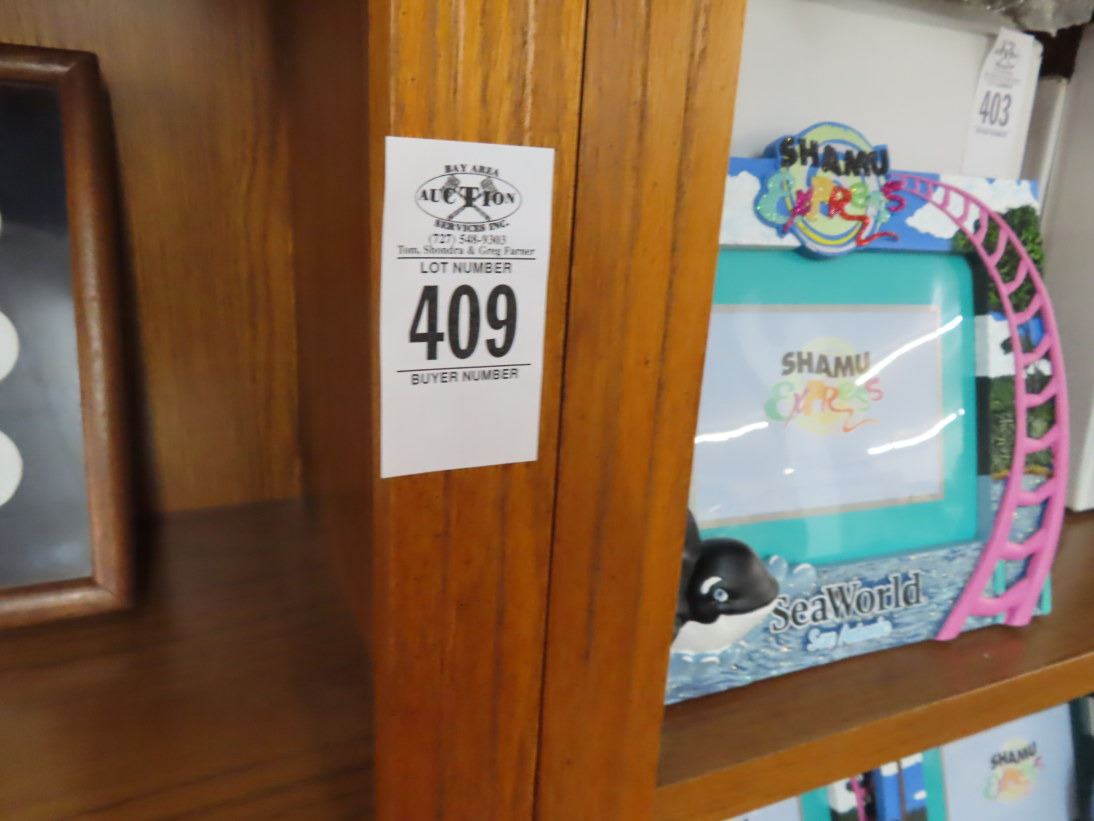 BAY AREA
AUCTION
SERVICES INC.
(727) 548-9303
Tom, Shondra & Greg Farner
LOT NUMBER
409
BUYER NUMBER
403
SHAMU
EXPRESS
SHAMU
EXPRESS
SeaWorld
San Antonio
SHAMU
EXPRESS